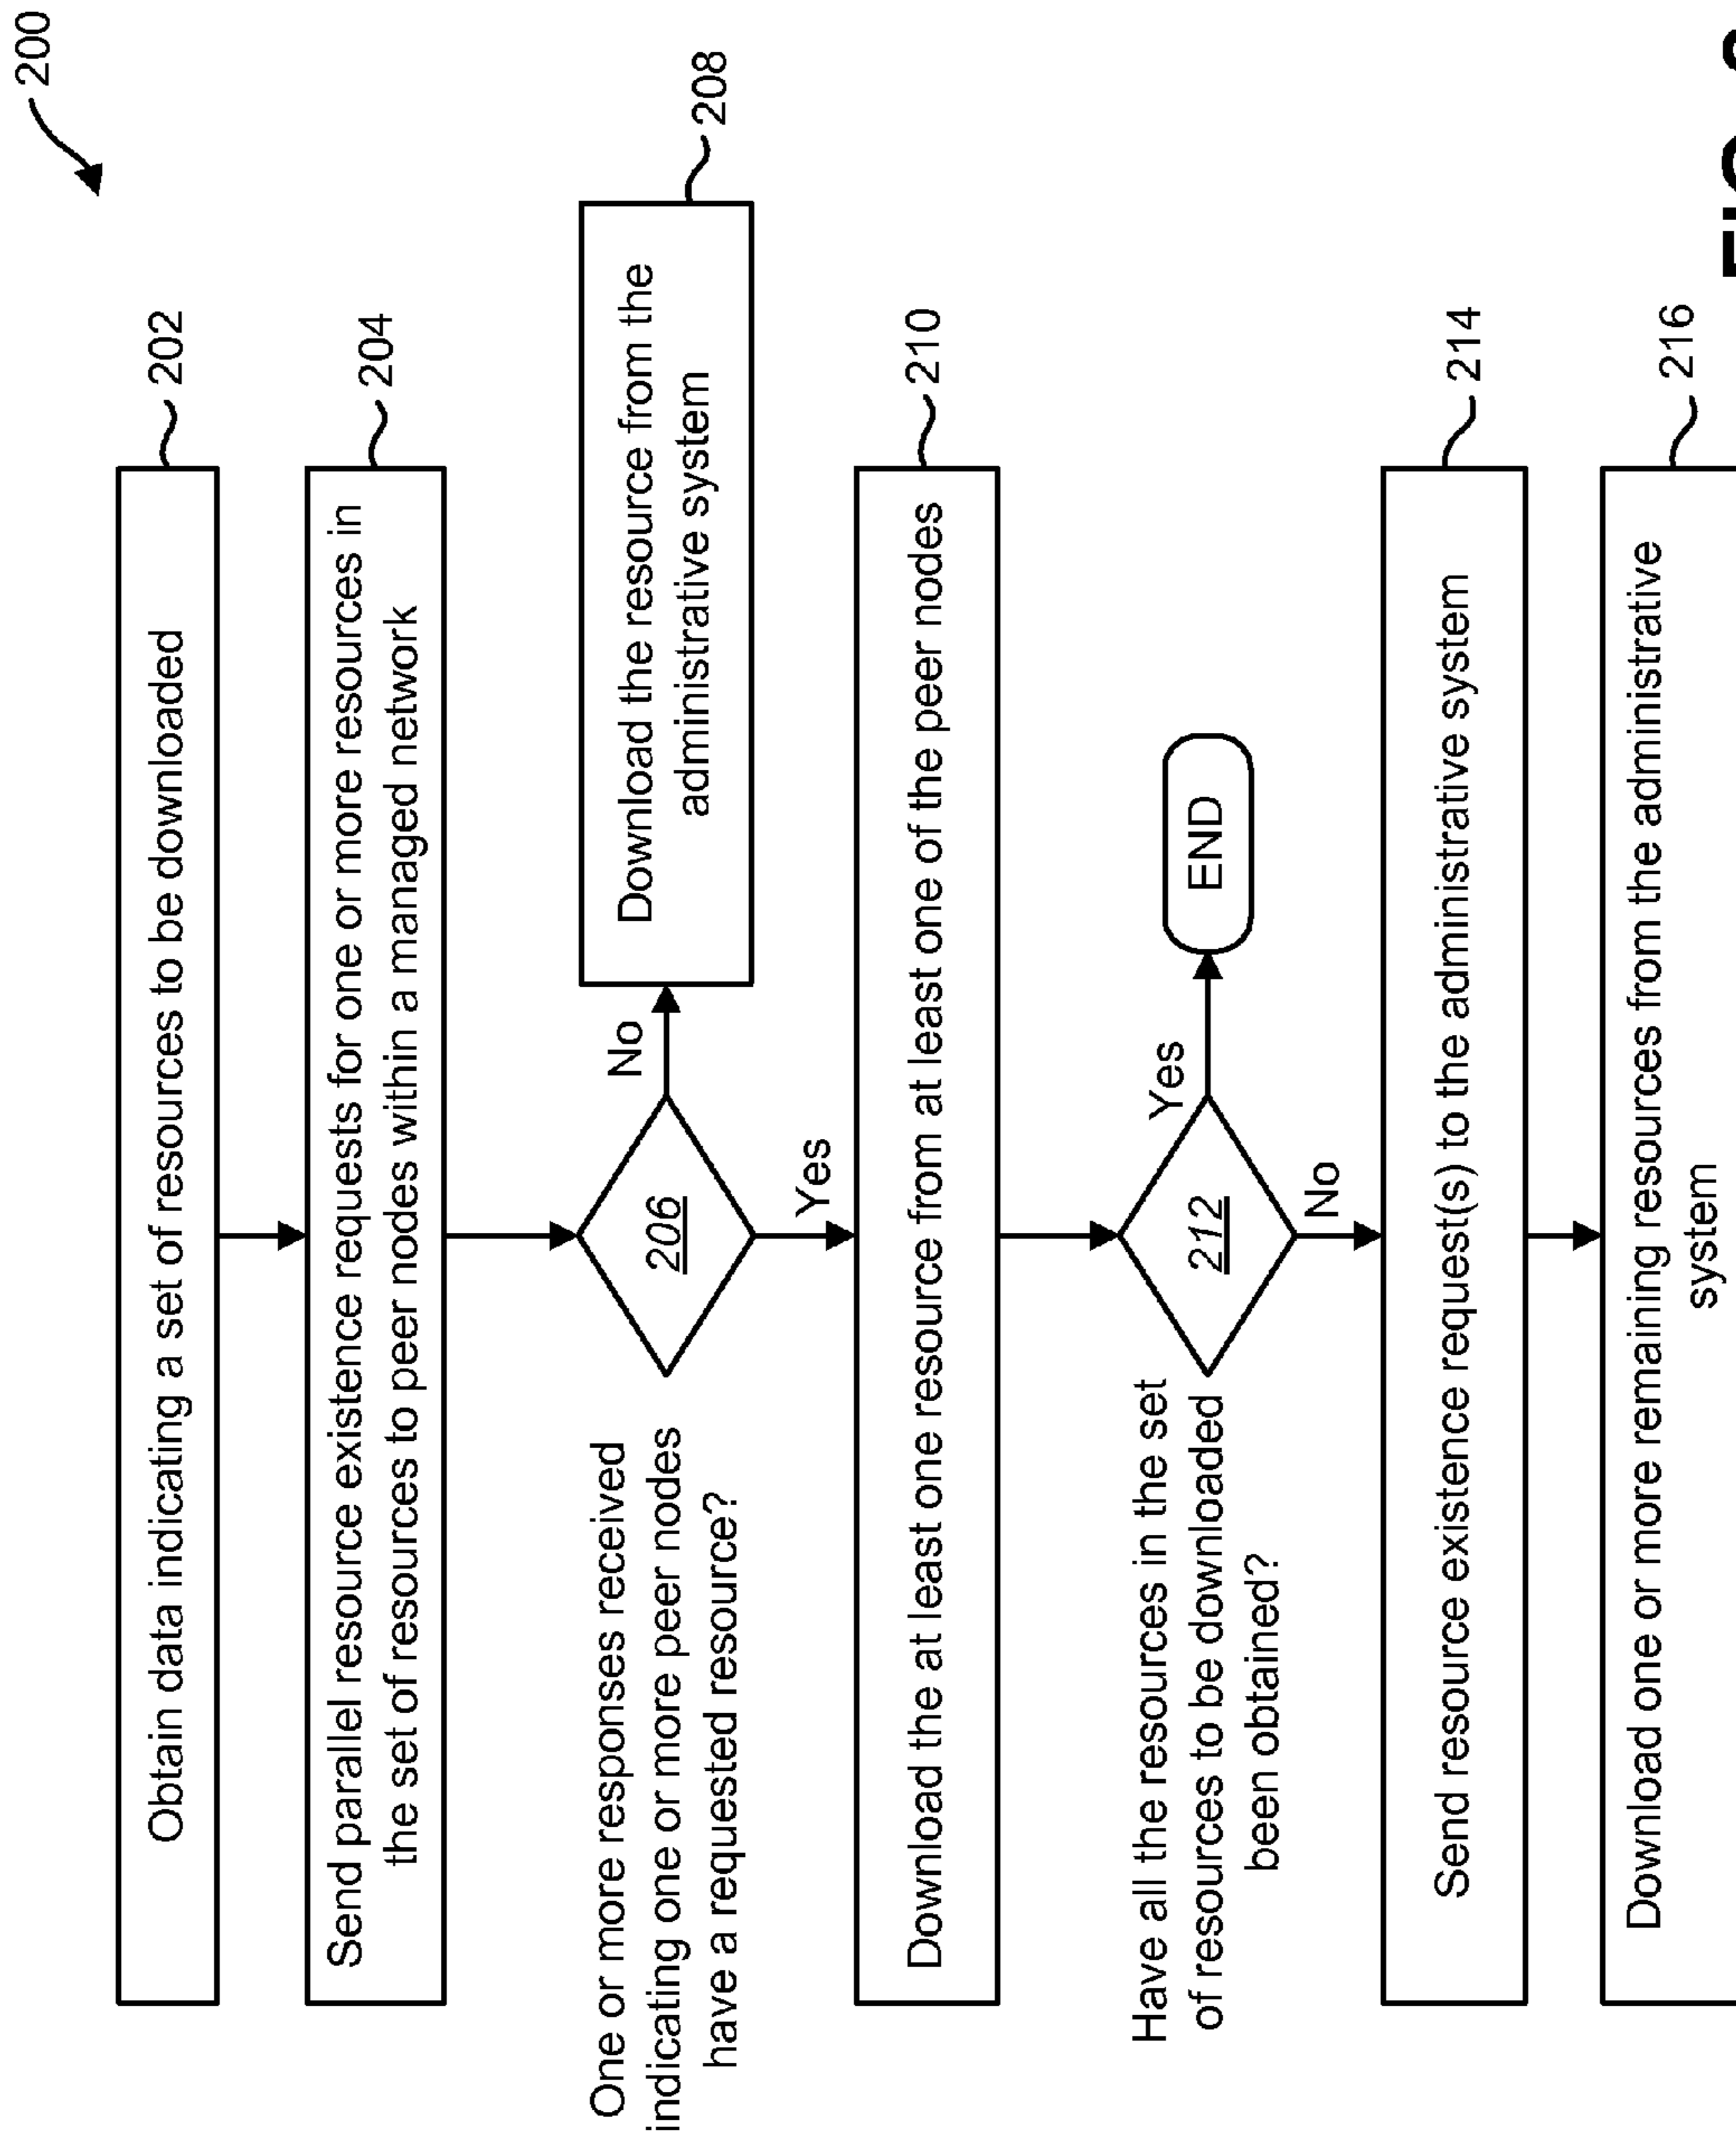 200
Obtain data indicating a set of resources to be downloaded
202
Send parallel resource existence requests for one or more resources in
the set of resources to peer nodes within a managed network
204
One or more responses received
indicating one or more peer nodes
have a requested resource?
206
No
Download the resource from the
administrative system
208
Yes
Download the at least one resource from at least one of the peer nodes
210
Have all the resources in the set
of resources to be downloaded
been obtained?
212
Yes
END
No
Send resource existence request(s) to the administrative system
214
Download one or more remaining resources from the administrative
system
216